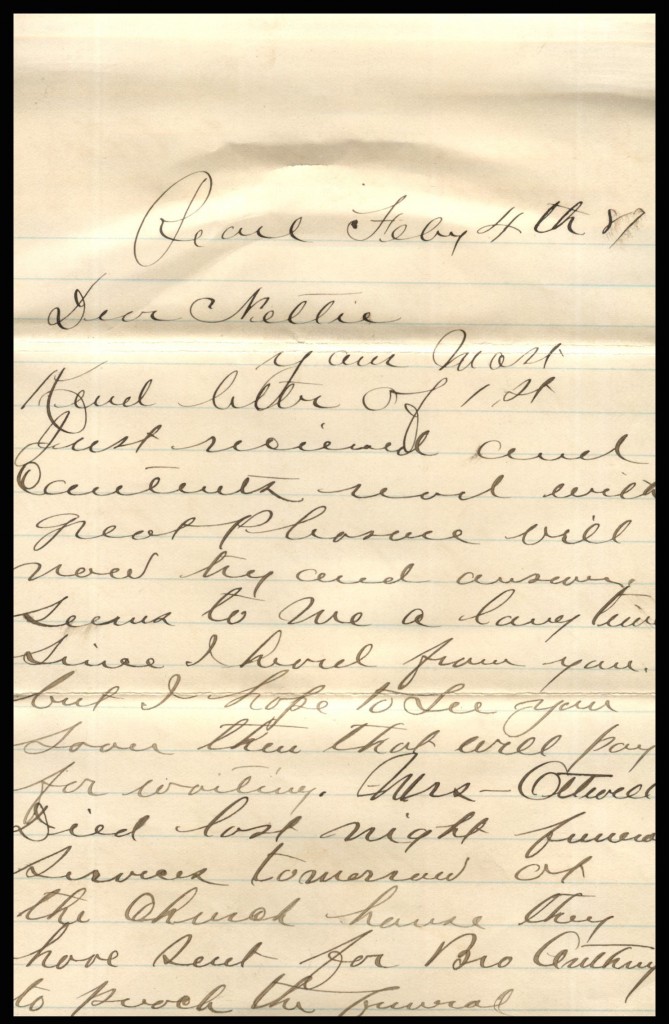 Pearl Feby 4th 87
Dear Nettie
your Most
Kind letter of 1st
Just recieved and
Contents read with
great Pleasure will
now try and answer
Seems to Me a long time
Since I heard from you.
but I hope to See you
Soon then that will pay
for waiting. Mrs - Ottwell
Died last night funeral
Services tomorrow at
the Church house they
have Sent for Bro Anthny
to preach the funeral